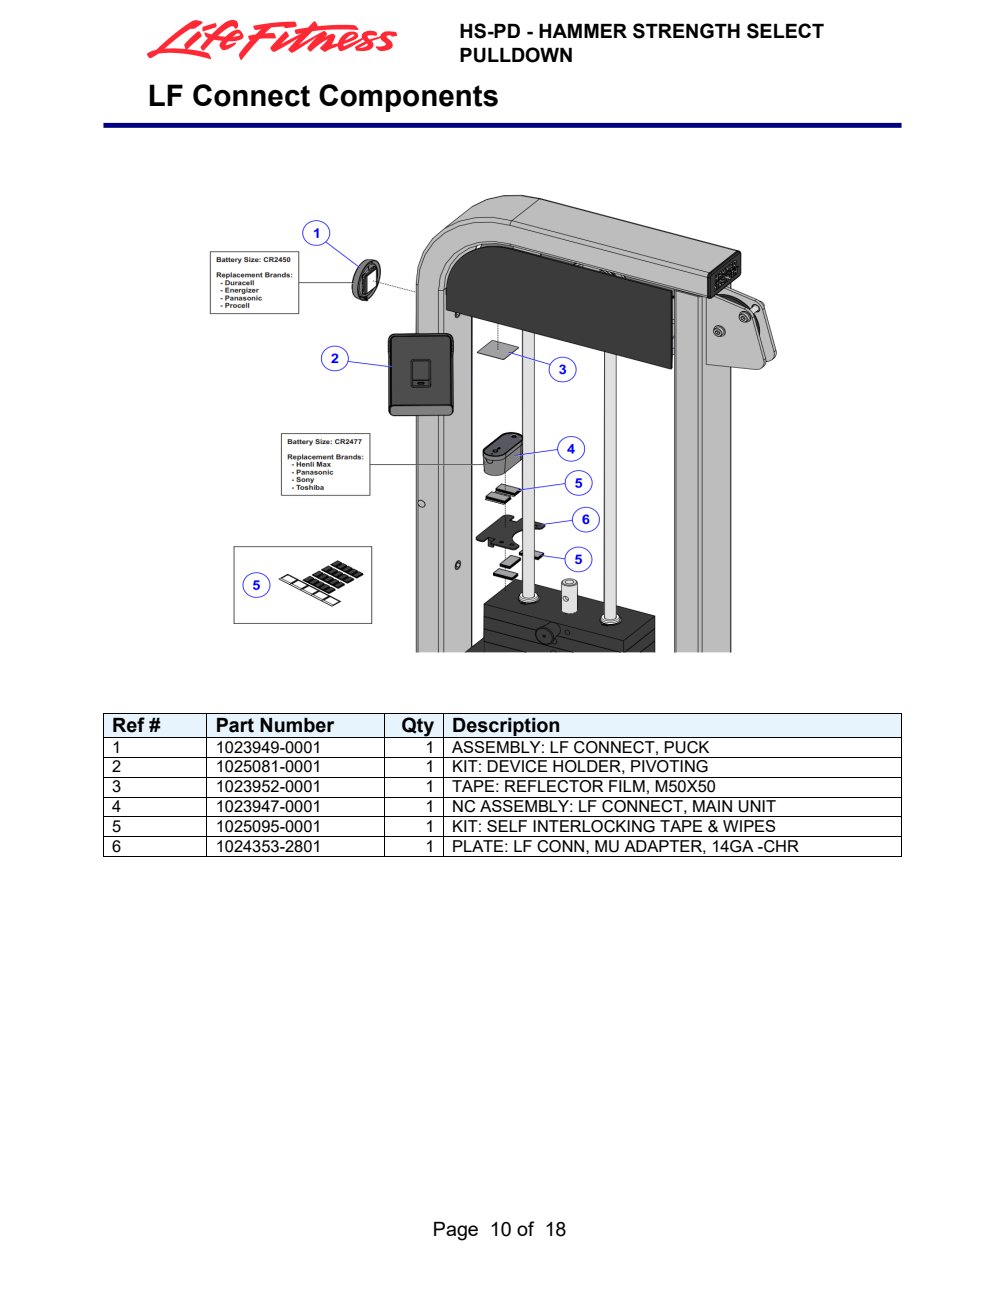 Life Fitness
HS-PD - HAMMER STRENGTH SELECT
PULLDOWN
LF Connect Components
1
Battery Size: CR2450
Replacement Brands:
- Duracell
- Energizer
- Panasonic
- Procell
2
3
Battery Size: CR2477
Replacement Brands:
- Henli Max
- Panasonic
- Sony
- Toshiba
4
5
6
5
5
Ref # Part Number Qty Description
1 1023949-0001 1 ASSEMBLY: LF CONNECT, PUCK
2 1025081-0001 1 KIT: DEVICE HOLDER, PIVOTING
3 1023952-0001 1 TAPE: REFLECTOR FILM, M50X50
4 1023947-0001 1 NC ASSEMBLY: LF CONNECT, MAIN UNIT
5 1025095-0001 1 KIT: SELF INTERLOCKING TAPE & WIPES
6 1024353-2801 1 PLATE: LF CONN, MU ADAPTER, 14GA -CHR
Page 10 of 18